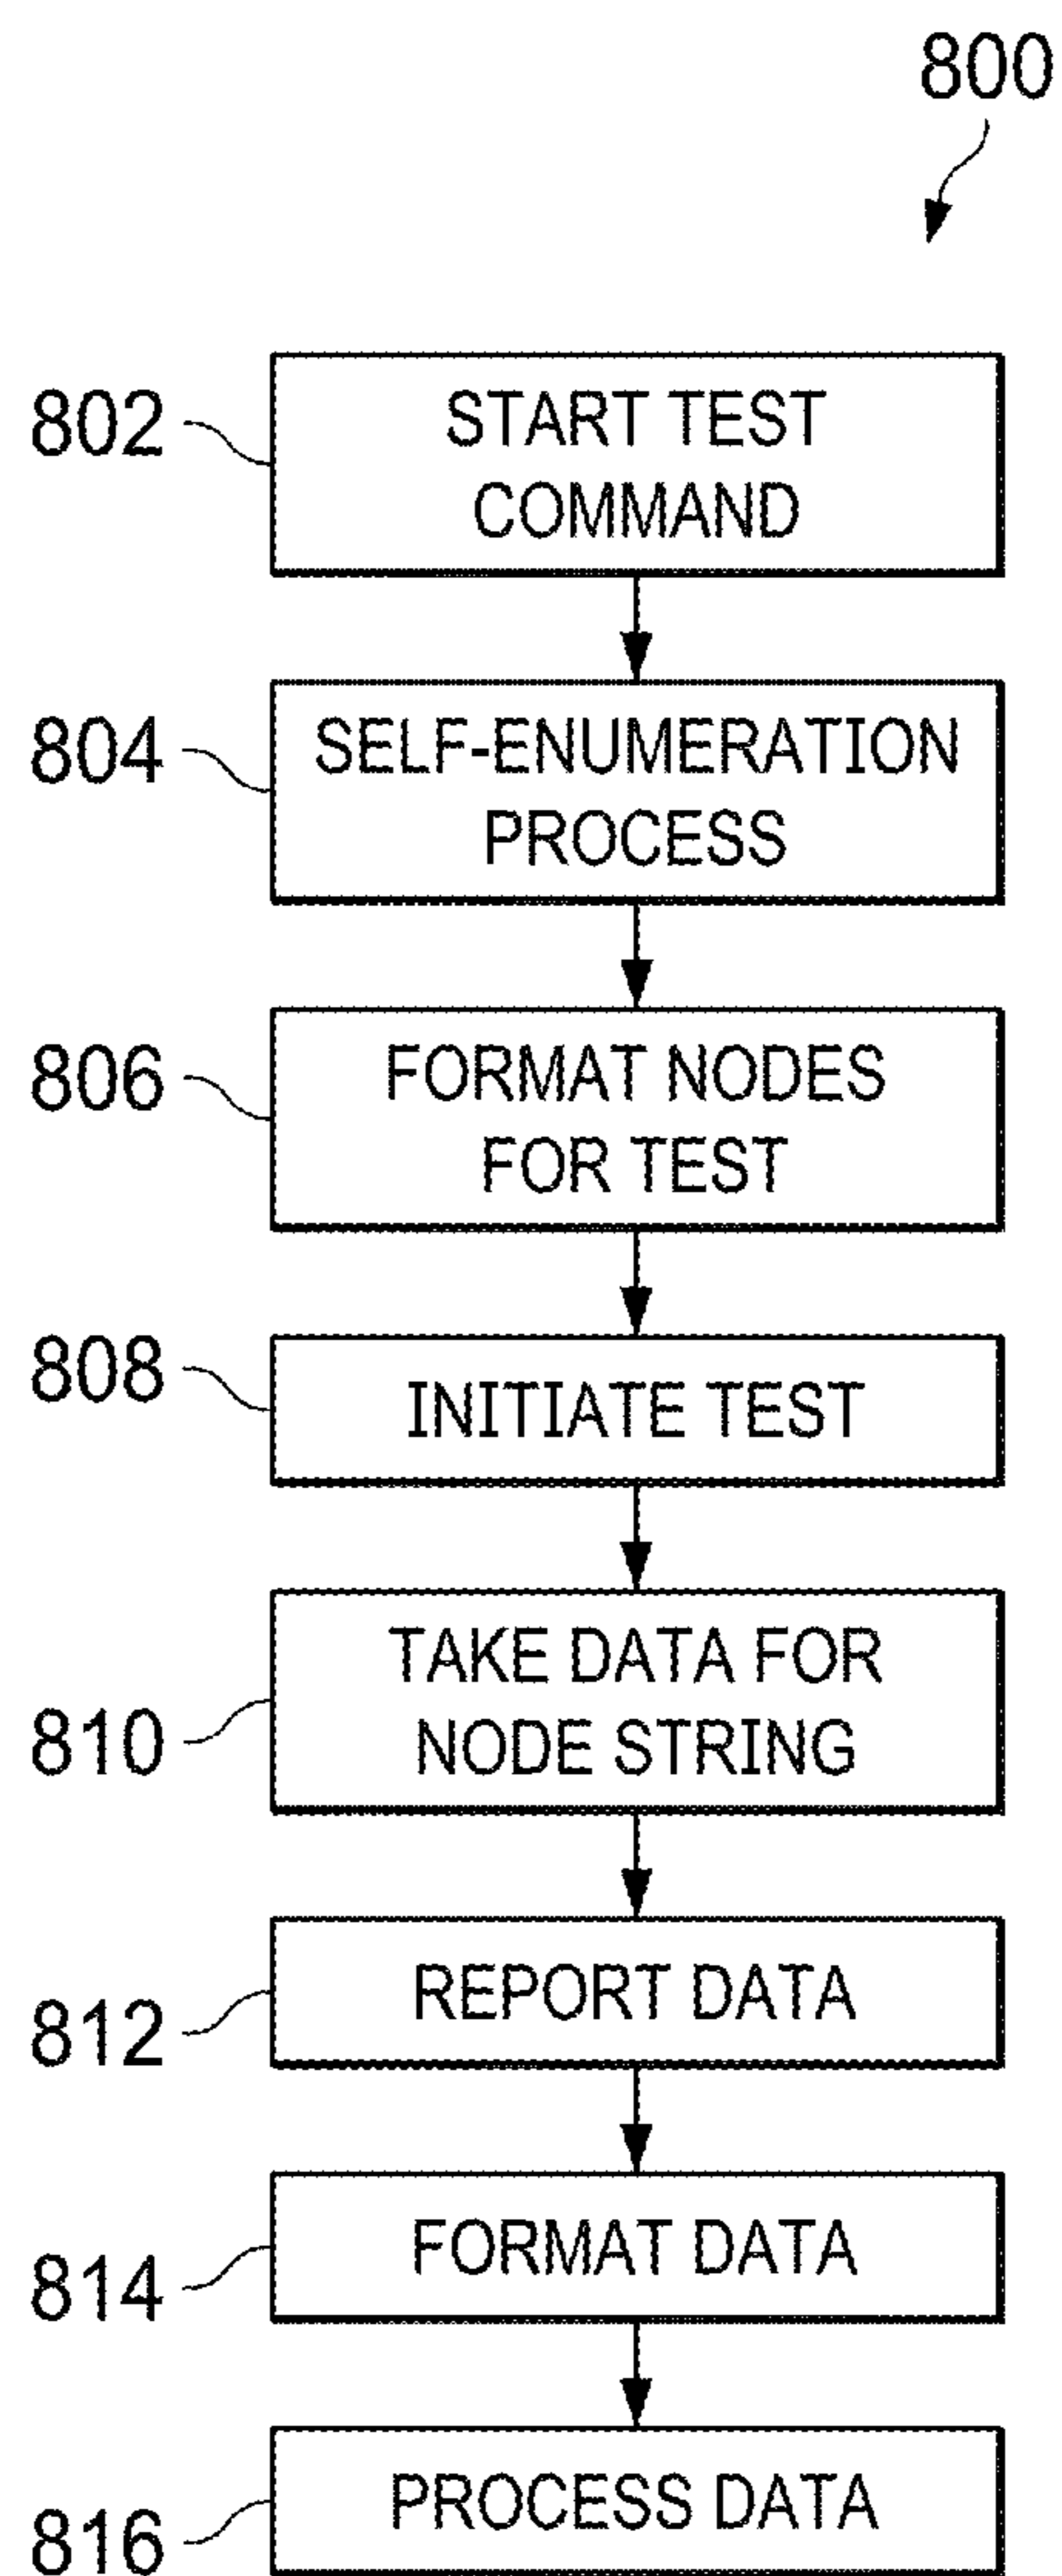 800
802
START TEST
COMMAND
804
SELF-ENUMERATION
PROCESS
806
FORMAT NODES
FOR TEST
808
INITIATE TEST
810
TAKE DATA FOR
NODE STRING
812
REPORT DATA
814
FORMAT DATA
816
PROCESS DATA